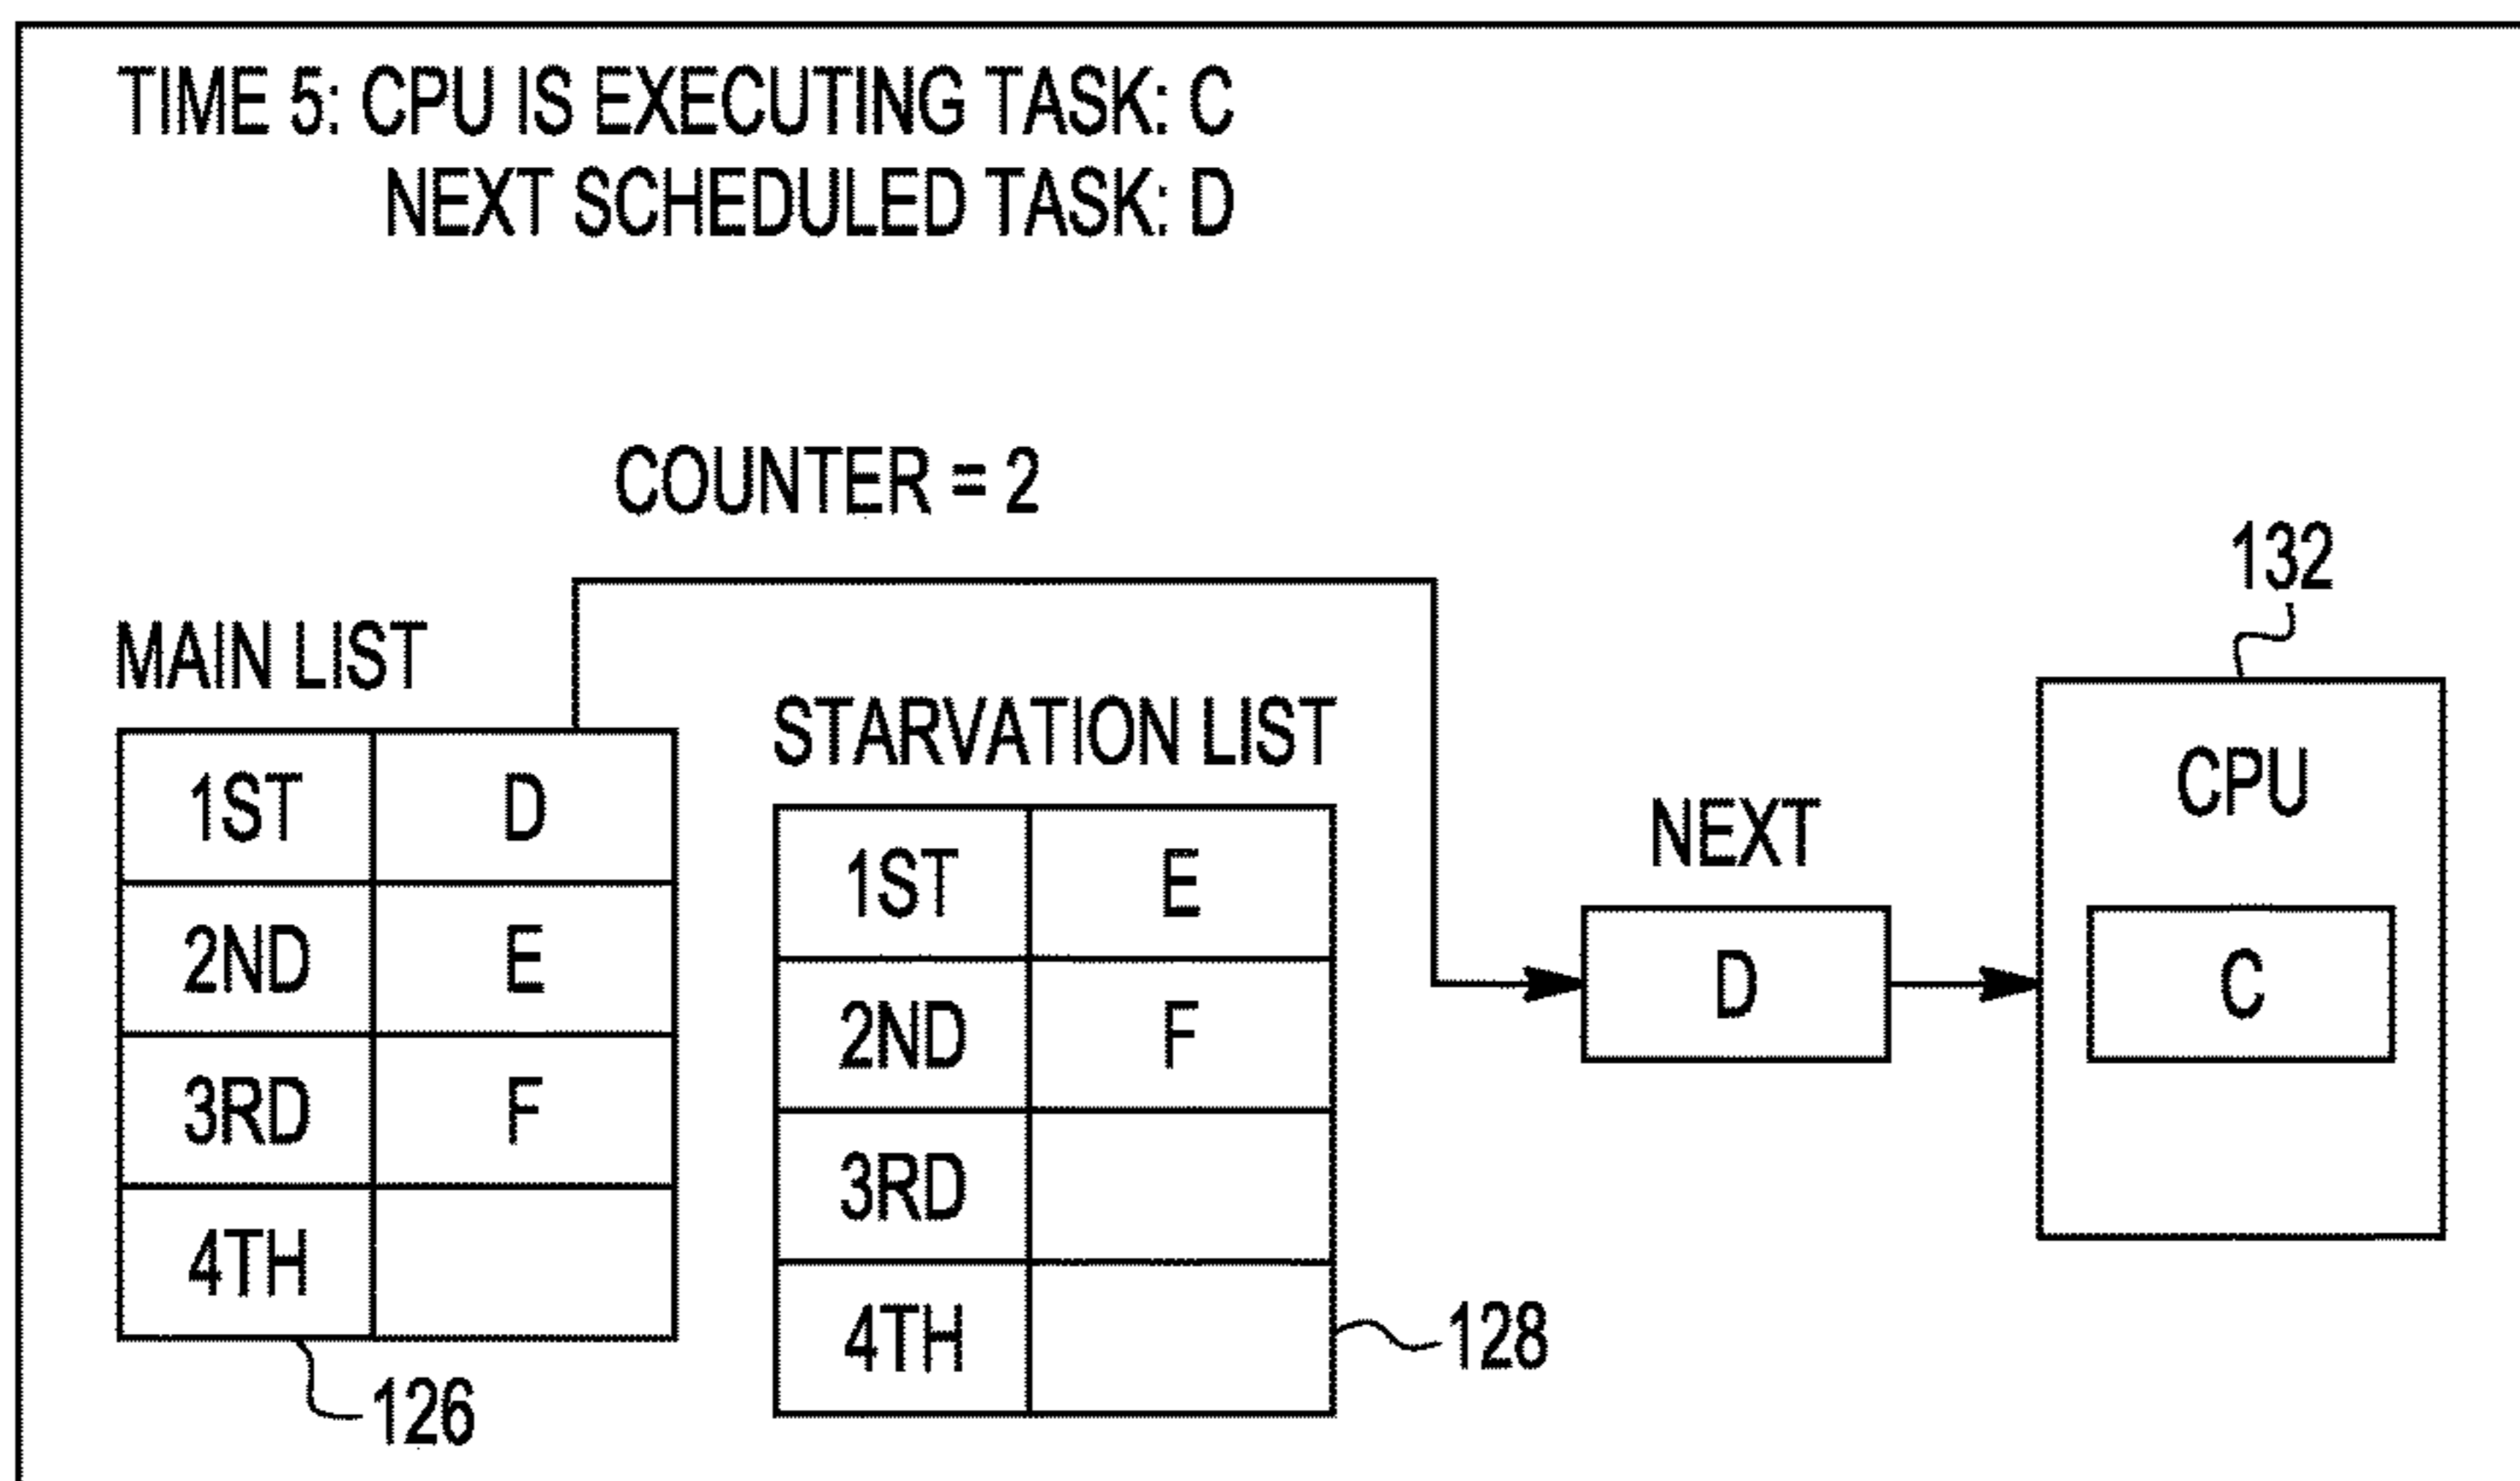 TIME 5: CPU IS EXECUTING TASK: C
NEXT SCHEDULED TASK: D
COUNTER = 2
132
MAIN LIST
1ST D
2ND E
3RD F
4TH
126
STARVATION LIST
1ST E
2ND F
3RD
4TH
128
NEXT
D
CPU
C